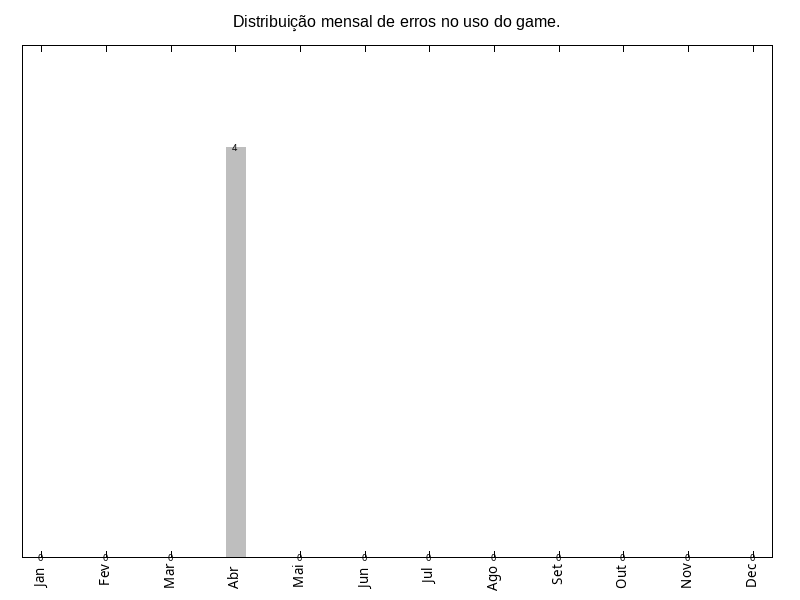 Distribuição mensal de erros no uso do game.
4
0 0 0 0 0 0 0 0 0 0 0
Jan Fev Mar Abr Mai Jun Jul Ago Set Out Nov Dec